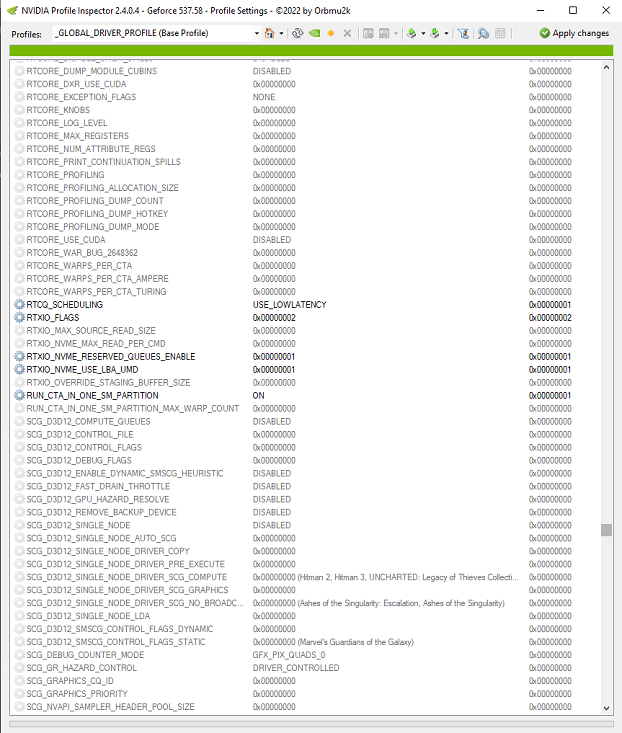 NVIDIA Profile Inspector 2.4.0.4 - Geforce 537.58 - Profile Settings - ©2022 by Orbmu2k
Profiles: _GLOBAL_DRIVER_PROFILE (Base Profile) Apply changes
RTCORE_DUMP_MODULE_CUBINS DISABLED 0x00000000
RTCORE_DXR_USE_CUDA 0x00000000 0x00000000
RTCORE_EXCEPTION_FLAGS NONE 0x00000000
RTCORE_KNOBS 0x00000000 0x00000000
RTCORE_LOG_LEVEL 0x00000000 0x00000000
RTCORE_MAX_REGISTERS 0x00000000 0x00000000
RTCORE_NUM_ATTRIBUTE_REGS 0x00000000 0x00000000
RTCORE_PRINT_CONTINUATION_SPILLS 0x00000000 0x00000000
RTCORE_PROFILING 0x00000000 0x00000000
RTCORE_PROFILING_ALLOCATION_SIZE 0x00000000 0x00000000
RTCORE_PROFILING_DUMP_COUNT 0x00000000 0x00000000
RTCORE_PROFILING_DUMP_HOTKEY 0x00000000 0x00000000
RTCORE_PROFILING_DUMP_MODE 0x00000000 0x00000000
RTCORE_USE_CUDA DISABLED 0x00000000
RTCORE_WAR_BUG_2648362 0x00000000 0x00000000
RTCORE_WARPS_PER_CTA 0x00000000 0x00000000
RTCORE_WARPS_PER_CTA_AMPERE 0x00000000 0x00000000
RTCORE_WARPS_PER_CTA_TURING 0x00000000 0x00000000
RTCQ_SCHEDULING USE_LOWLATENCY 0x00000001
RTXIO_FLAGS 0x00000002 0x00000002
RTXIO_MAX_SOURCE_READ_SIZE 0x00000000 0x00000000
RTXIO_NVME_MAX_READ_PER_CMD 0x00000000 0x00000000
RTXIO_NVME_RESERVED_QUEUES_ENABLE 0x00000001 0x00000001
RTXIO_NVME_USE_LBA_UMD 0x00000001 0x00000001
RTXIO_OVERRIDE_STAGING_BUFFER_SIZE 0x00000000 0x00000000
RUN_CTA_IN_ONE_SM_PARTITION ON 0x00000001
RUN_CTA_IN_ONE_SM_PARTITION_MAX_WARP_COUNT 0x00000000 0x00000000
SCG_D3D12_COMPUTE_QUEUES DISABLED 0x00000000
SCG_D3D12_CONTROL_FILE 0x00000000 0x00000000
SCG_D3D12_CONTROL_FLAGS 0x00000000 0x00000000
SCG_D3D12_DEBUG_FLAGS 0x00000000 0x00000000
SCG_D3D12_ENABLE_DYNAMIC_SMSCG_HEURISTIC DISABLED 0x00000000
SCG_D3D12_FAST_DRAIN_THROTTLE DISABLED 0x00000000
SCG_D3D12_GPU_HAZARD_RESOLVE DISABLED 0x00000000
SCG_D3D12_REMOVE_BACKUP_DEVICE DISABLED 0x00000000
SCG_D3D12_SINGLE_NODE DISABLED 0x00000000
SCG_D3D12_SINGLE_NODE_AUTO_SCG 0x00000000 0x00000000
SCG_D3D12_SINGLE_NODE_DRIVER_COPY 0x00000000 0x00000000
SCG_D3D12_SINGLE_NODE_DRIVER_PRE_EXECUTE 0x00000000 0x00000000
SCG_D3D12_SINGLE_NODE_DRIVER_SCG_COMPUTE 0x00000000 (Hitman 2, Hitman 3, UNCHARTED: Legacy of Thieves Collecti... 0x00000000
SCG_D3D12_SINGLE_NODE_DRIVER_SCG_GRAPHICS 0x00000000 0x00000000
SCG_D3D12_SINGLE_NODE_DRIVER_SCG_NO_BROADC... 0x00000000 (Ashes of the Singularity: Escalation, Ashes of the Singularity) 0x00000000
SCG_D3D12_SINGLE_NODE_LDA 0x00000000 0x00000000
SCG_D3D12_SMSCG_CONTROL_FLAGS_DYNAMIC 0x00000000 0x00000000
SCG_D3D12_SMSCG_CONTROL_FLAGS_STATIC 0x00000000 (Marvel's Guardians of the Galaxy) 0x00000000
SCG_DEBUG_COUNTER_MODE GFX_PIX_QUADS_0 0x00000000
SCG_GR_HAZARD_CONTROL DRIVER_CONTROLLED 0x00000000
SCG_GRAPHICS_CQ_ID 0x00000000 0x00000000
SCG_GRAPHICS_PRIORITY 0x00000000 0x00000000
SCG_NVAPI_SAMPLER_HEADER_POOL_SIZE 0x00000000 0x00000000